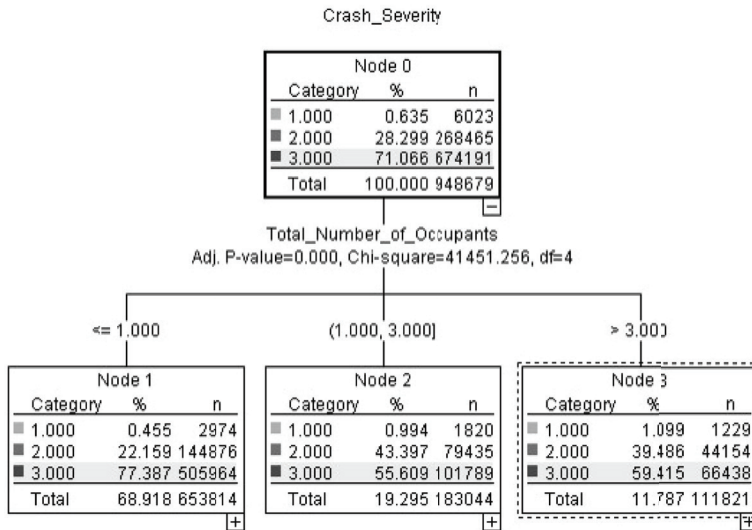 Crash_Severity
Node 0
Category % n
1.000 0.635 6023
2.000 28.299 268465
3.000 71.066 674191
Total 100.000 948679
Total_Number_of_Occupants
Adj. P-value=0.000, Chi-square=41451.256, df=4
<= 1.000 (1.000, 3.000] > 3.000
Node 1
Category % n
1.000 0.455 2974
2.000 22.159 144876
3.000 77.387 505964
Total 68.918 653814
Node 2
Category % n
1.000 0.994 1820
2.000 43.397 79435
3.000 55.609 101789
Total 19.295 183044
Node 3
Category % n
1.000 1.099 1229
2.000 39.486 44154
3.000 59.415 66438
Total 11.787 111821